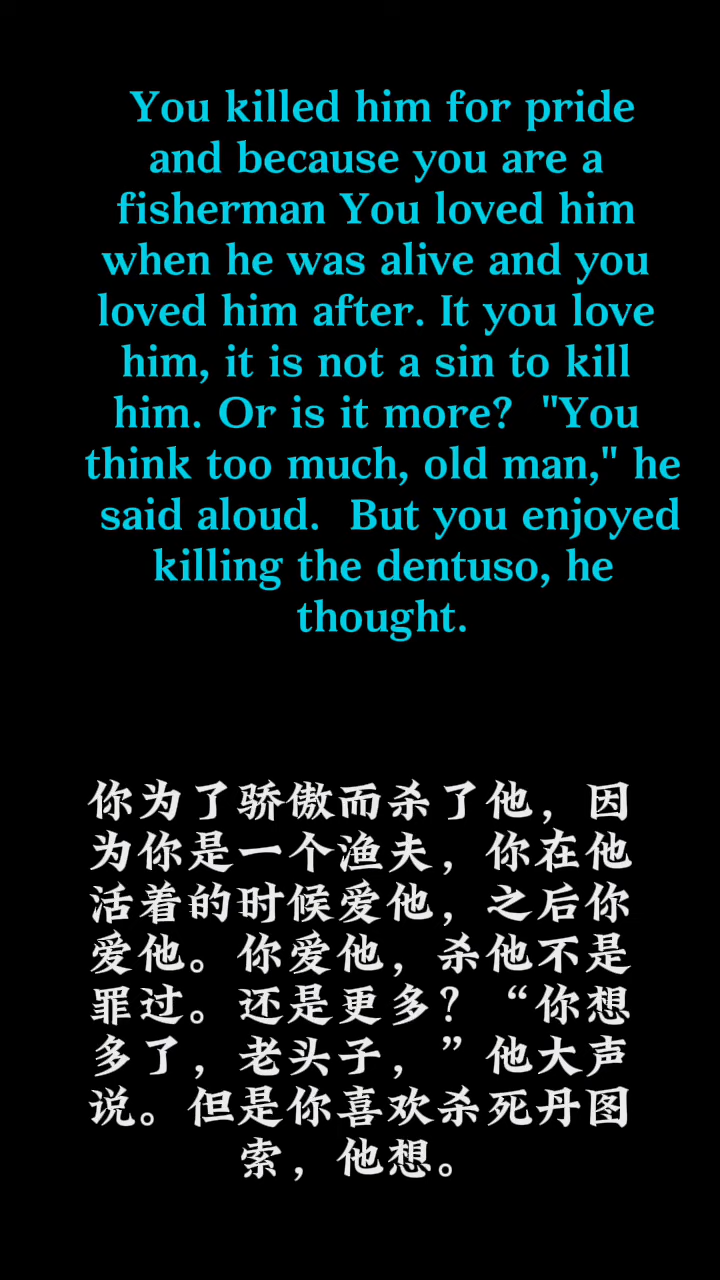 You killed him for pride
and because you are a
fisherman You loved him
when he was alive and you
loved him after. It you love
him, it is not a sin to kill
him. Or is it more?  "You
think too much, old man," he
said aloud.  But you enjoyed
killing the dentuso, he
thought.
你为了骄傲而杀了他，因
为你是一个渔夫，你在他
活着的时候爱他，之后你
爱他。你爱他，杀他不是
罪过。还是更多？“你想
多了，老头子，”他大声
说。但是你喜欢杀死丹图
索，他想。